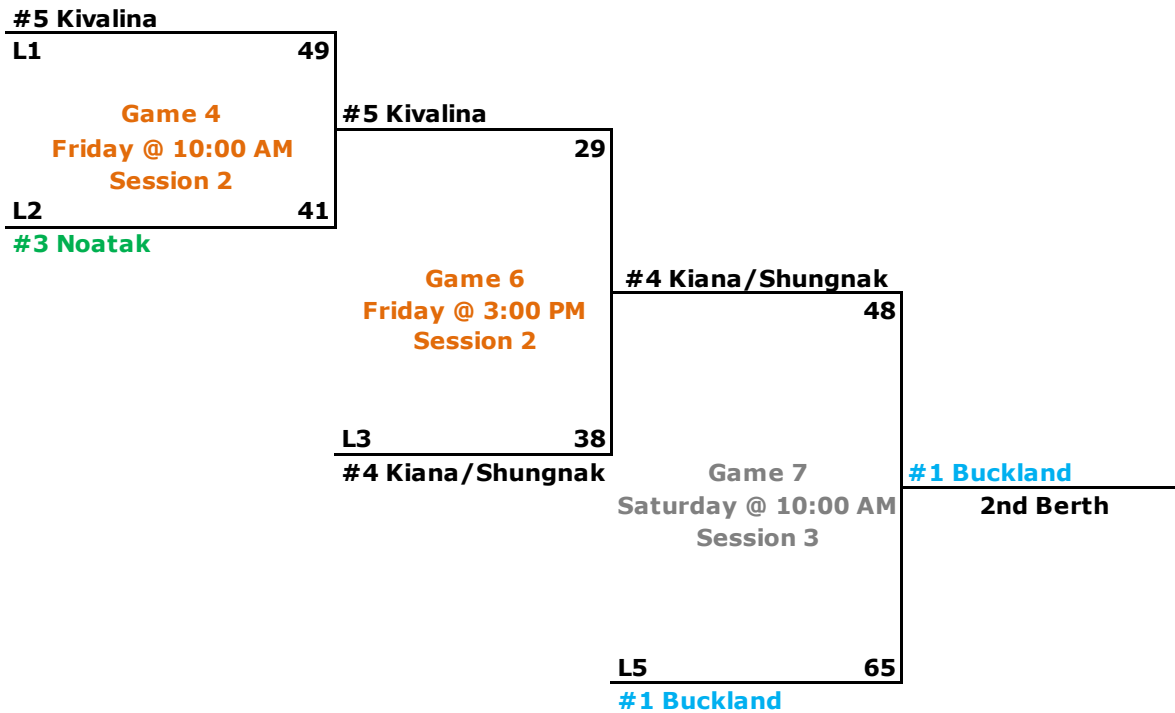 #5 Kivalina
L1 49
Game 4
Friday @ 10:00 AM
Session 2
L2 41
#3 Noatak
#5 Kivalina
29
Game 6
Friday @ 3:00 PM
Session 2
L3 38
#4 Kiana/Shungnak
#4 Kiana/Shungnak
48
Game 7
Saturday @ 10:00 AM
Session 3
L5 65
#1 Buckland
#1 Buckland
2nd Berth